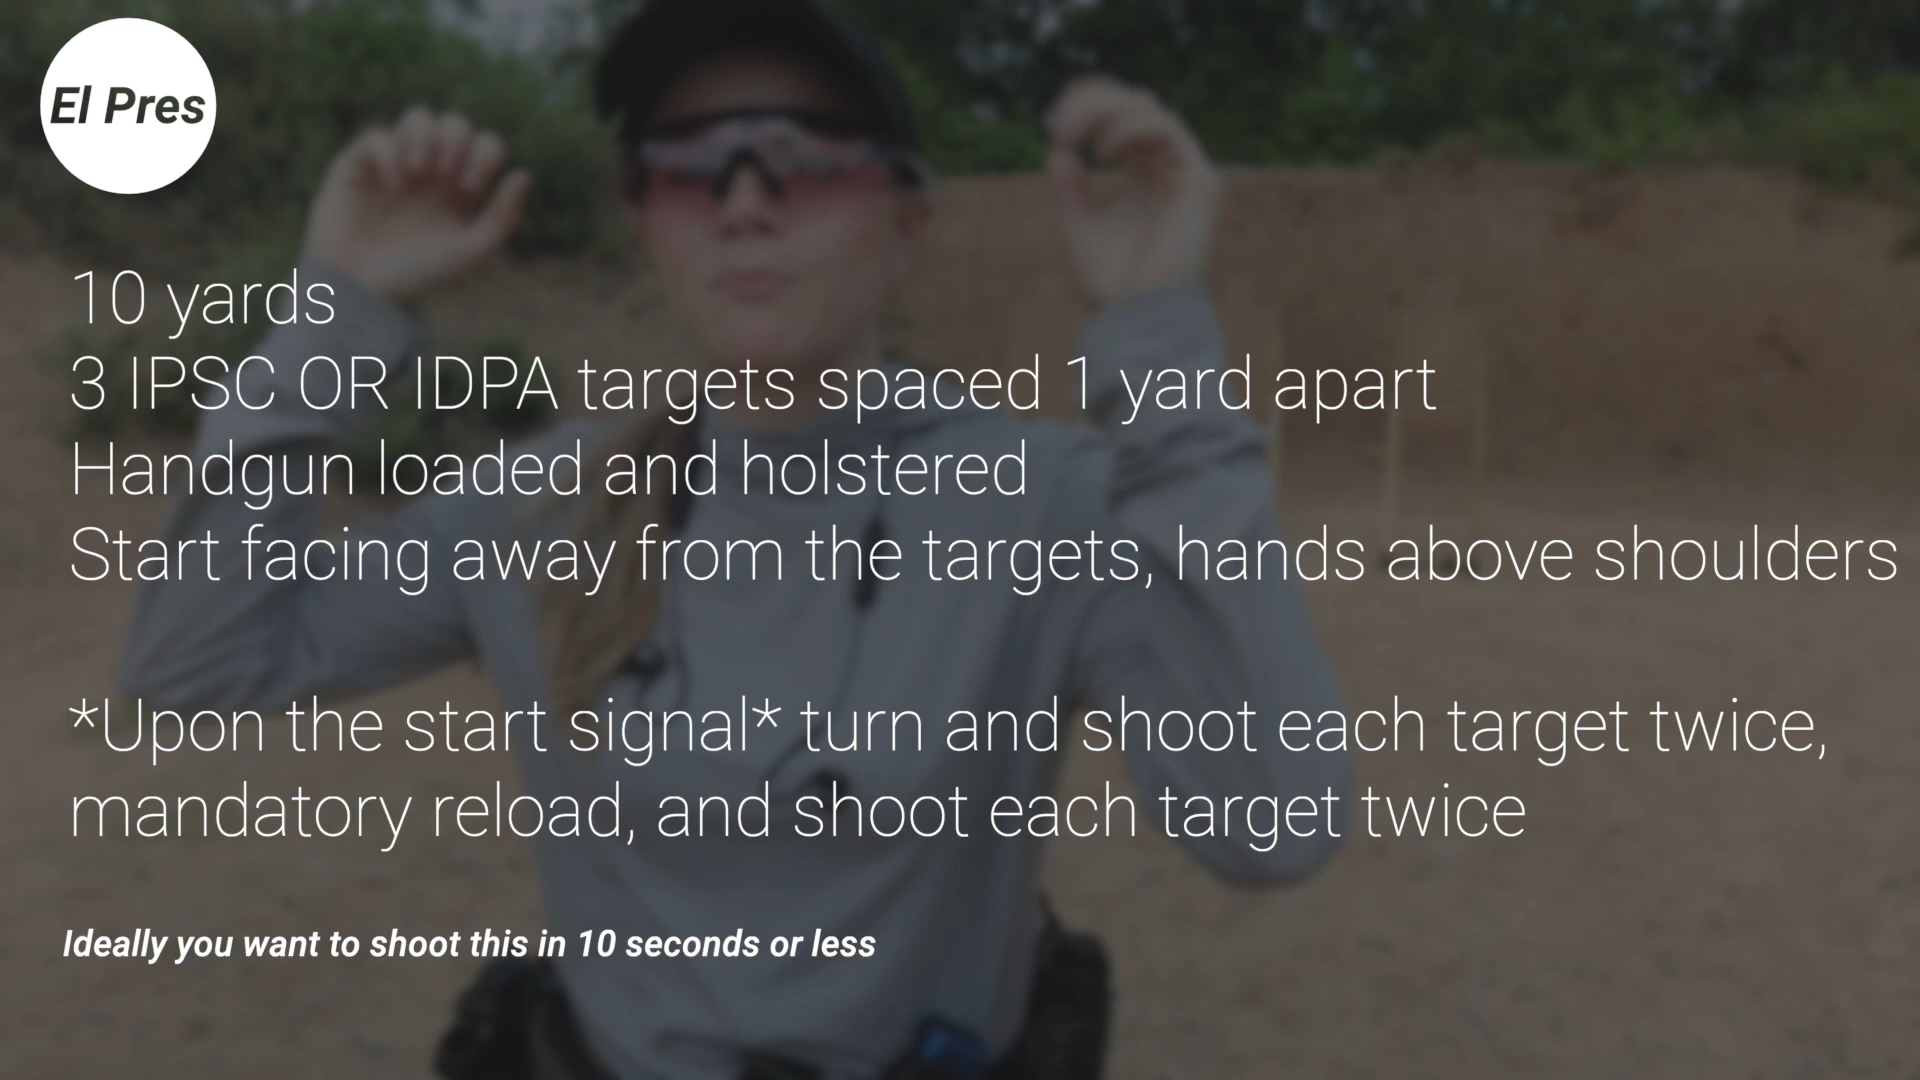 El Pres
10 yards
3 IPSC OR IDPA targets spaced 1 yard apart
Handgun loaded and holstered
Start facing away from the targets, hands above shoulders
*Upon the start signal* turn and shoot each target twice,
mandatory reload, and shoot each target twice
Ideally you want to shoot this in 10 seconds or less